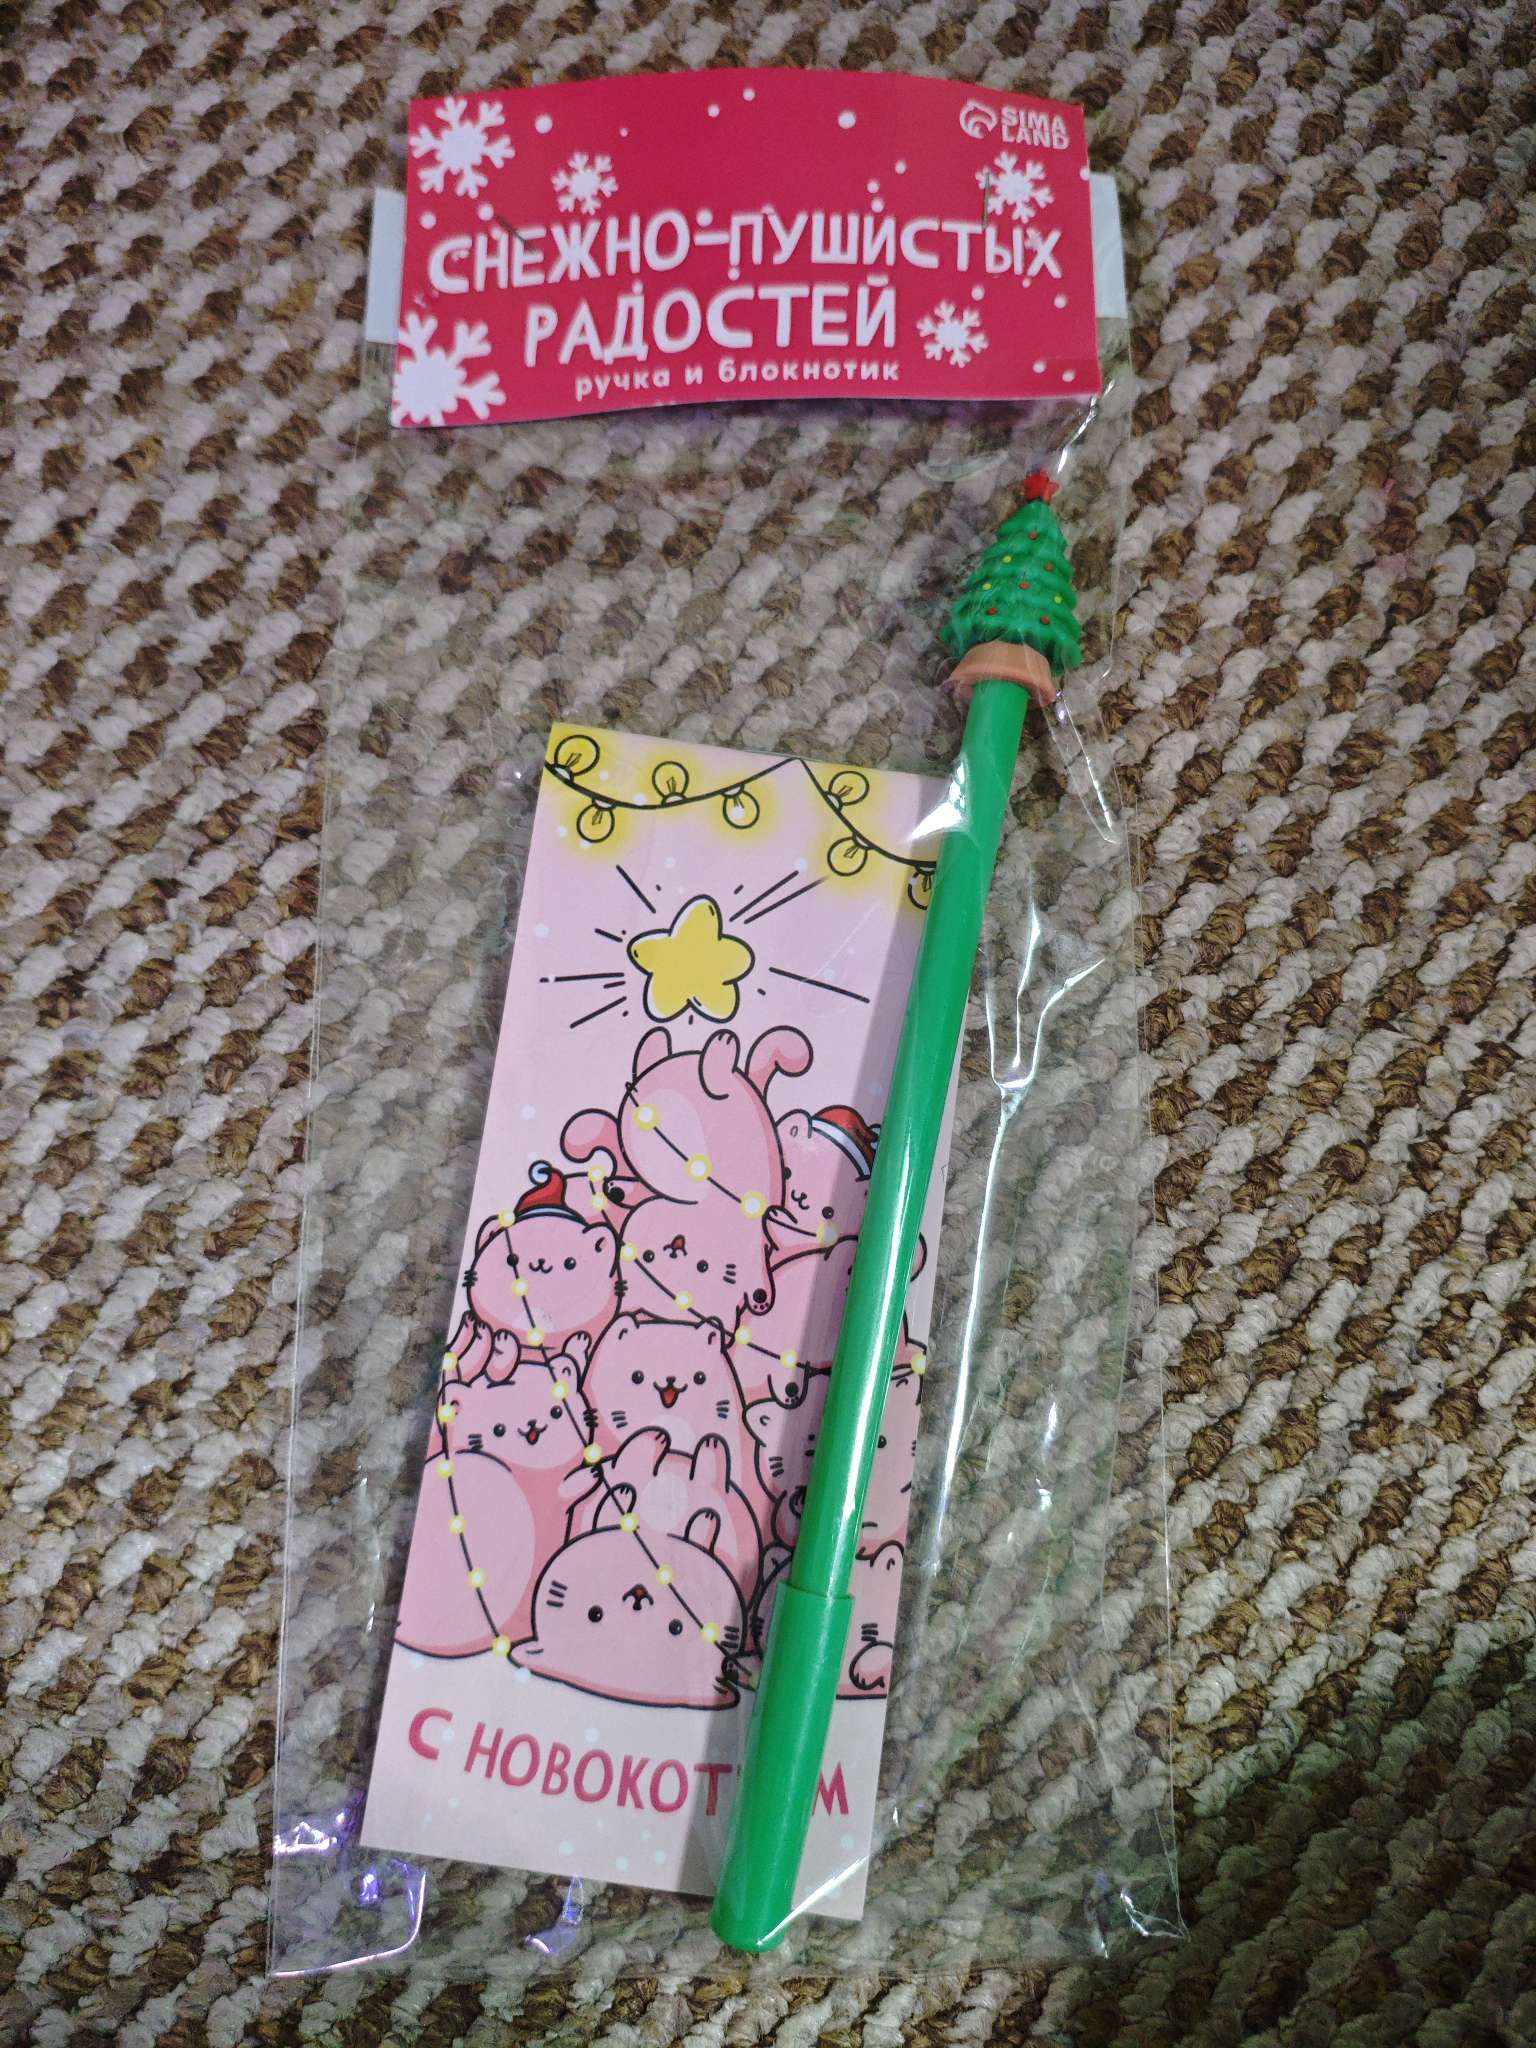 SIMA
LAND
СНЕЖНО-ПУШИСТЫХ
РАДОСТЕЙ
ручка и блокнотик
С